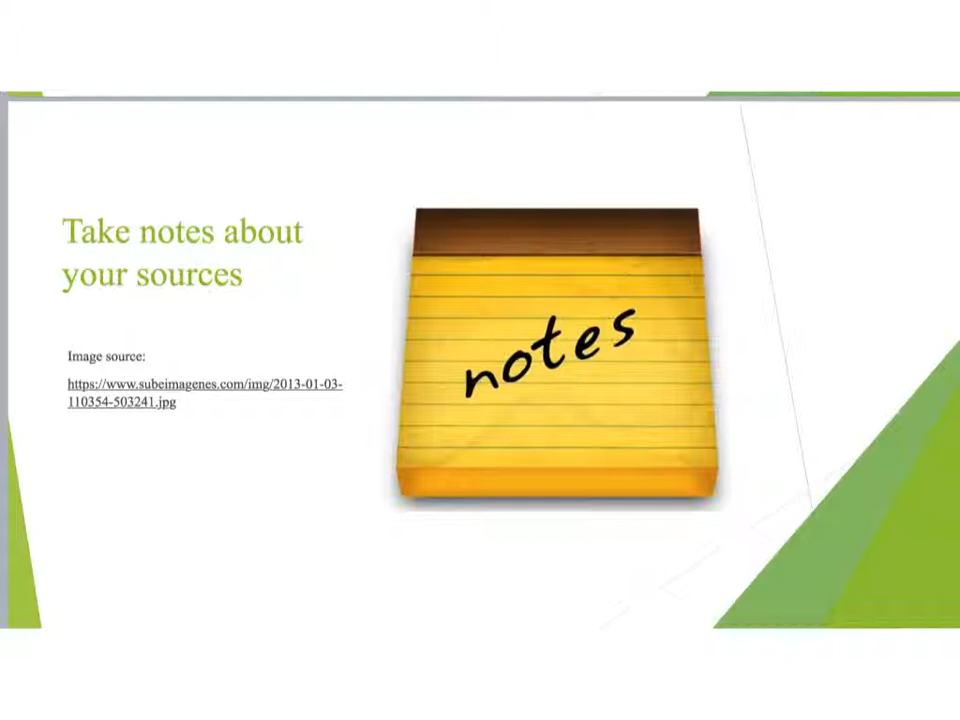 Take notes about
your sources
Image source:
https://www.subeimagenes.com/img/2013-01-03-
110354-503241.jpg
notes